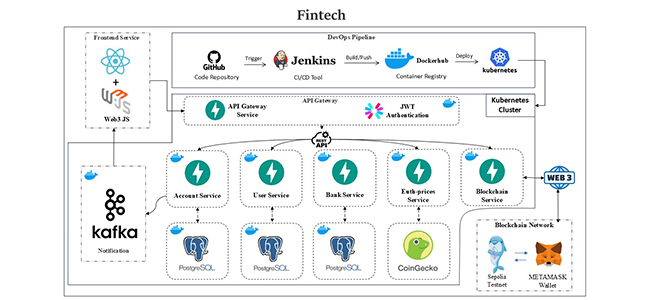 Fintech
DevOps Pipeline
Frontend Service
+
W3JS
Web3 JS
GitHub
Code Repository
Trigger
Jenkins
CI/CD Tool
Build/Push
Dockerhub
Container Registry
Deploy
kubernetes
API Gateway
API Gateway
Service
JWT
Authentication
Kubernetes
Cluster
REST
API
Account Service
User Service
Bank Service
Euth-prices
Service
Blockchain
Service
WEB 3
kafka
Notification
PostgreSQL
PostgreSQL
PostgreSQL
CoinGecko
Blockchain Network
Sepolia
Testnet
METAMASK
Wallet